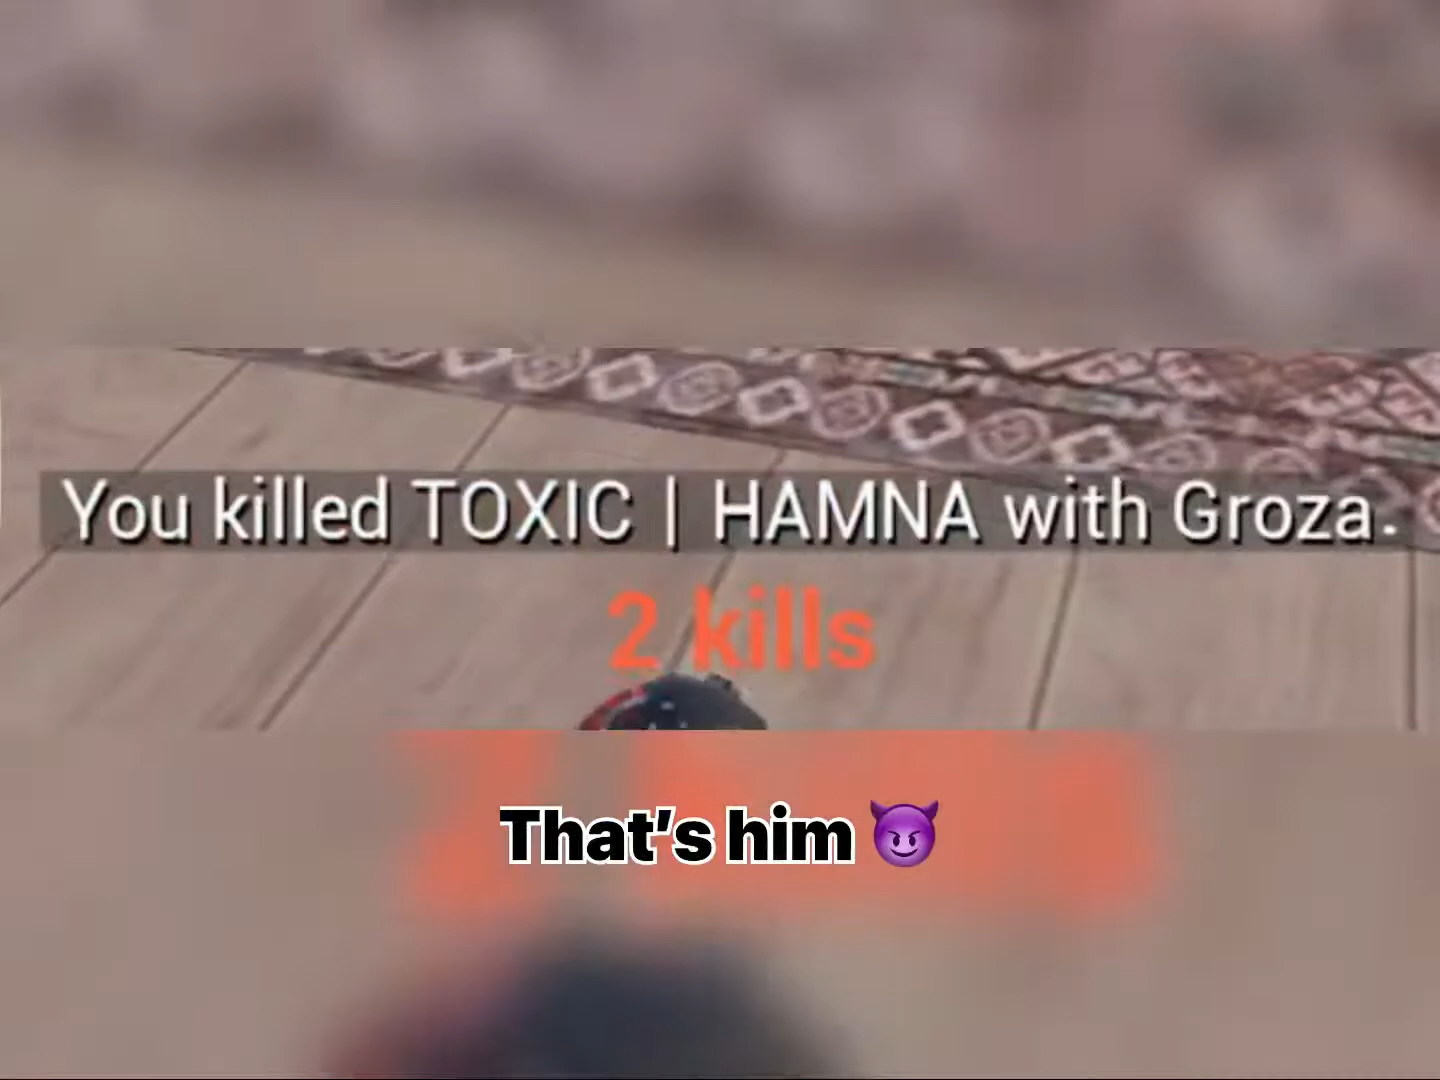 You killed TOXIC | HAMNA with Groza.
2 kills
That’s him 😈